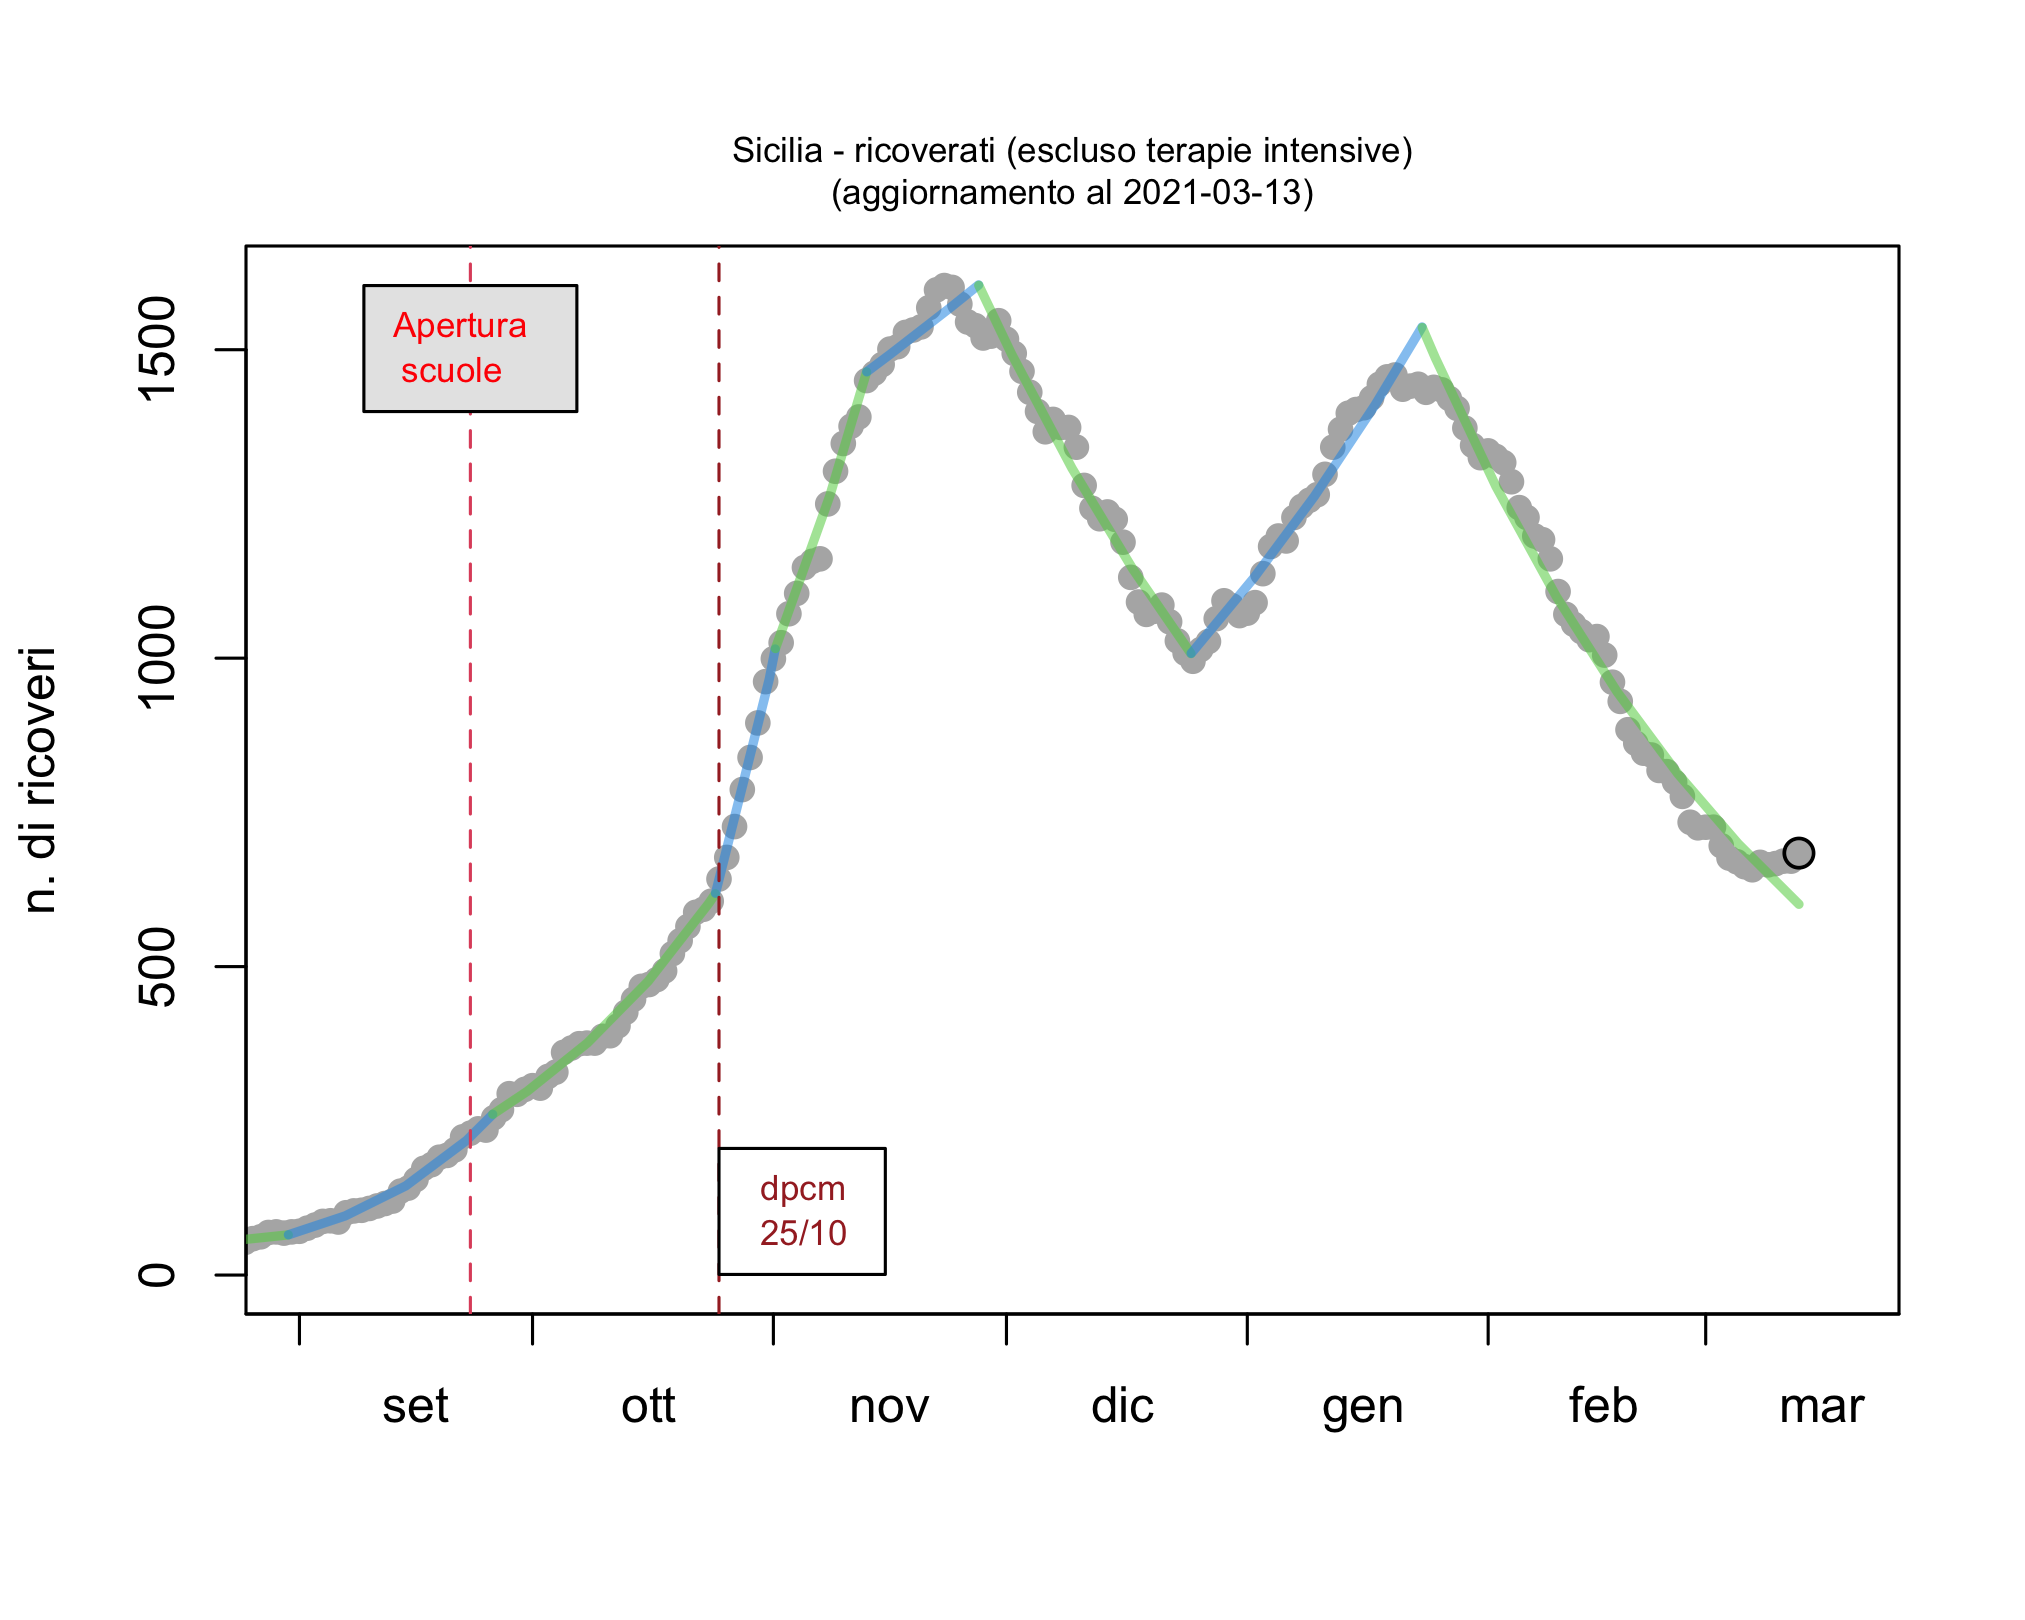 Sicilia - ricoverati (escluso terapie intensive)
(aggiornamento al 2021-03-13)
Apertura
scuole
dpcm
25/10
n. di ricoveri
1500
1000
500
0
set ott nov dic gen feb mar